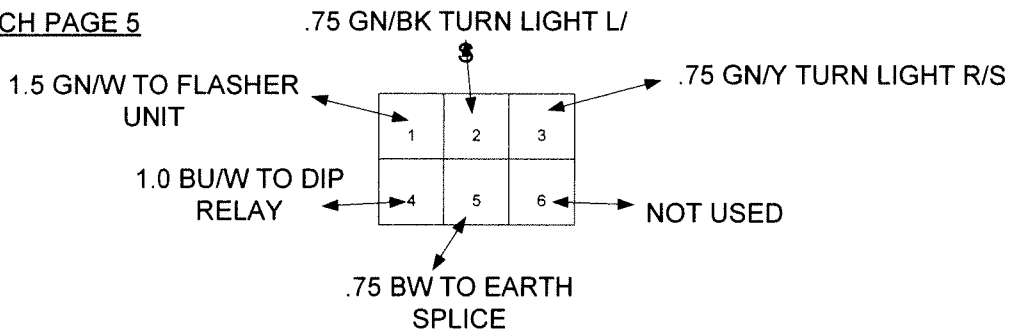 CH PAGE 5
.75 GN/BK TURN LIGHT L/
S
1.5 GN/W TO FLASHER
UNIT
.75 GN/Y TURN LIGHT R/S
1
2
3
1.0 BU/W TO DIP
RELAY
4
5
6
NOT USED
.75 BW TO EARTH
SPLICE